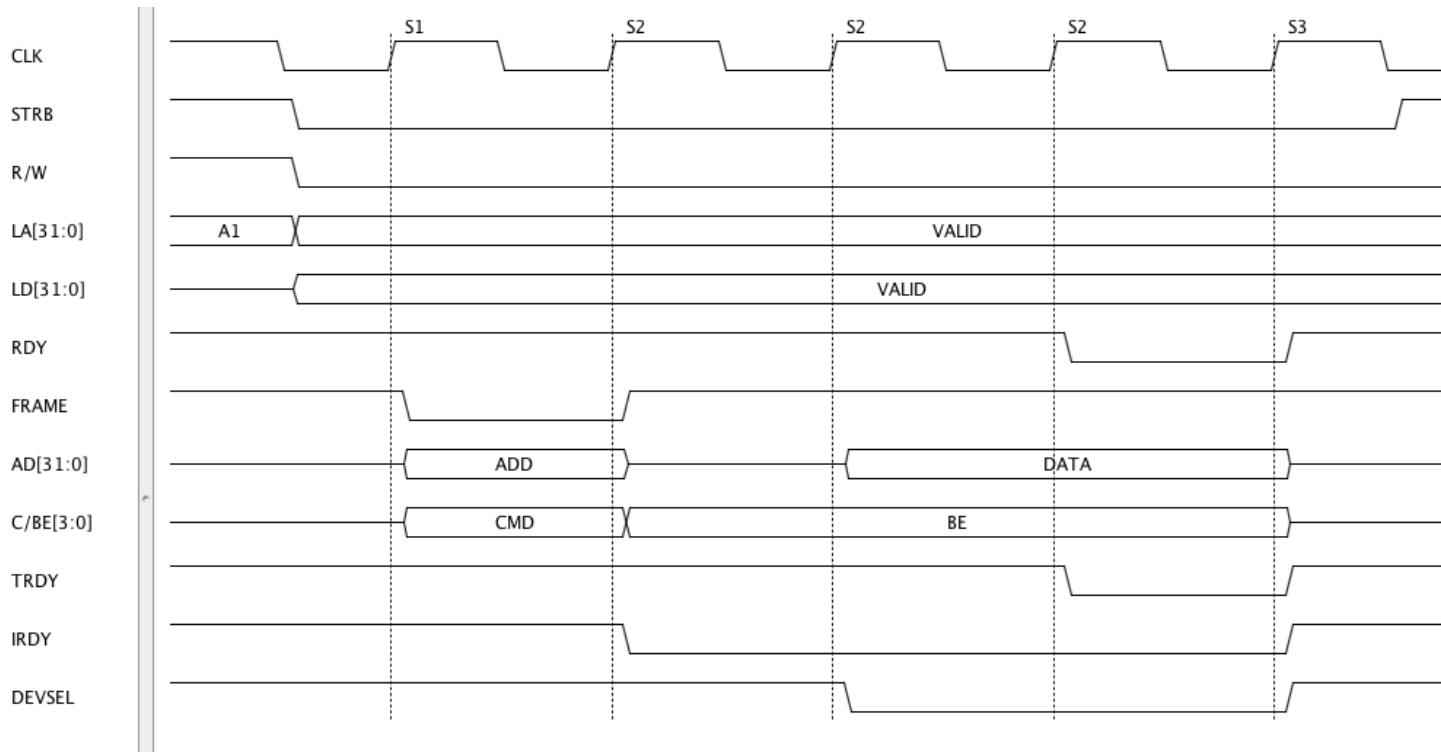 S1 S2 S2 S2 S3
CLK
STRB
R/W
LA[31:0] A1 VALID
LD[31:0] VALID
RDY
FRAME
AD[31:0] ADD DATA
C/BE[3:0] CMD BE
TRDY
IRDY
DEVSEL